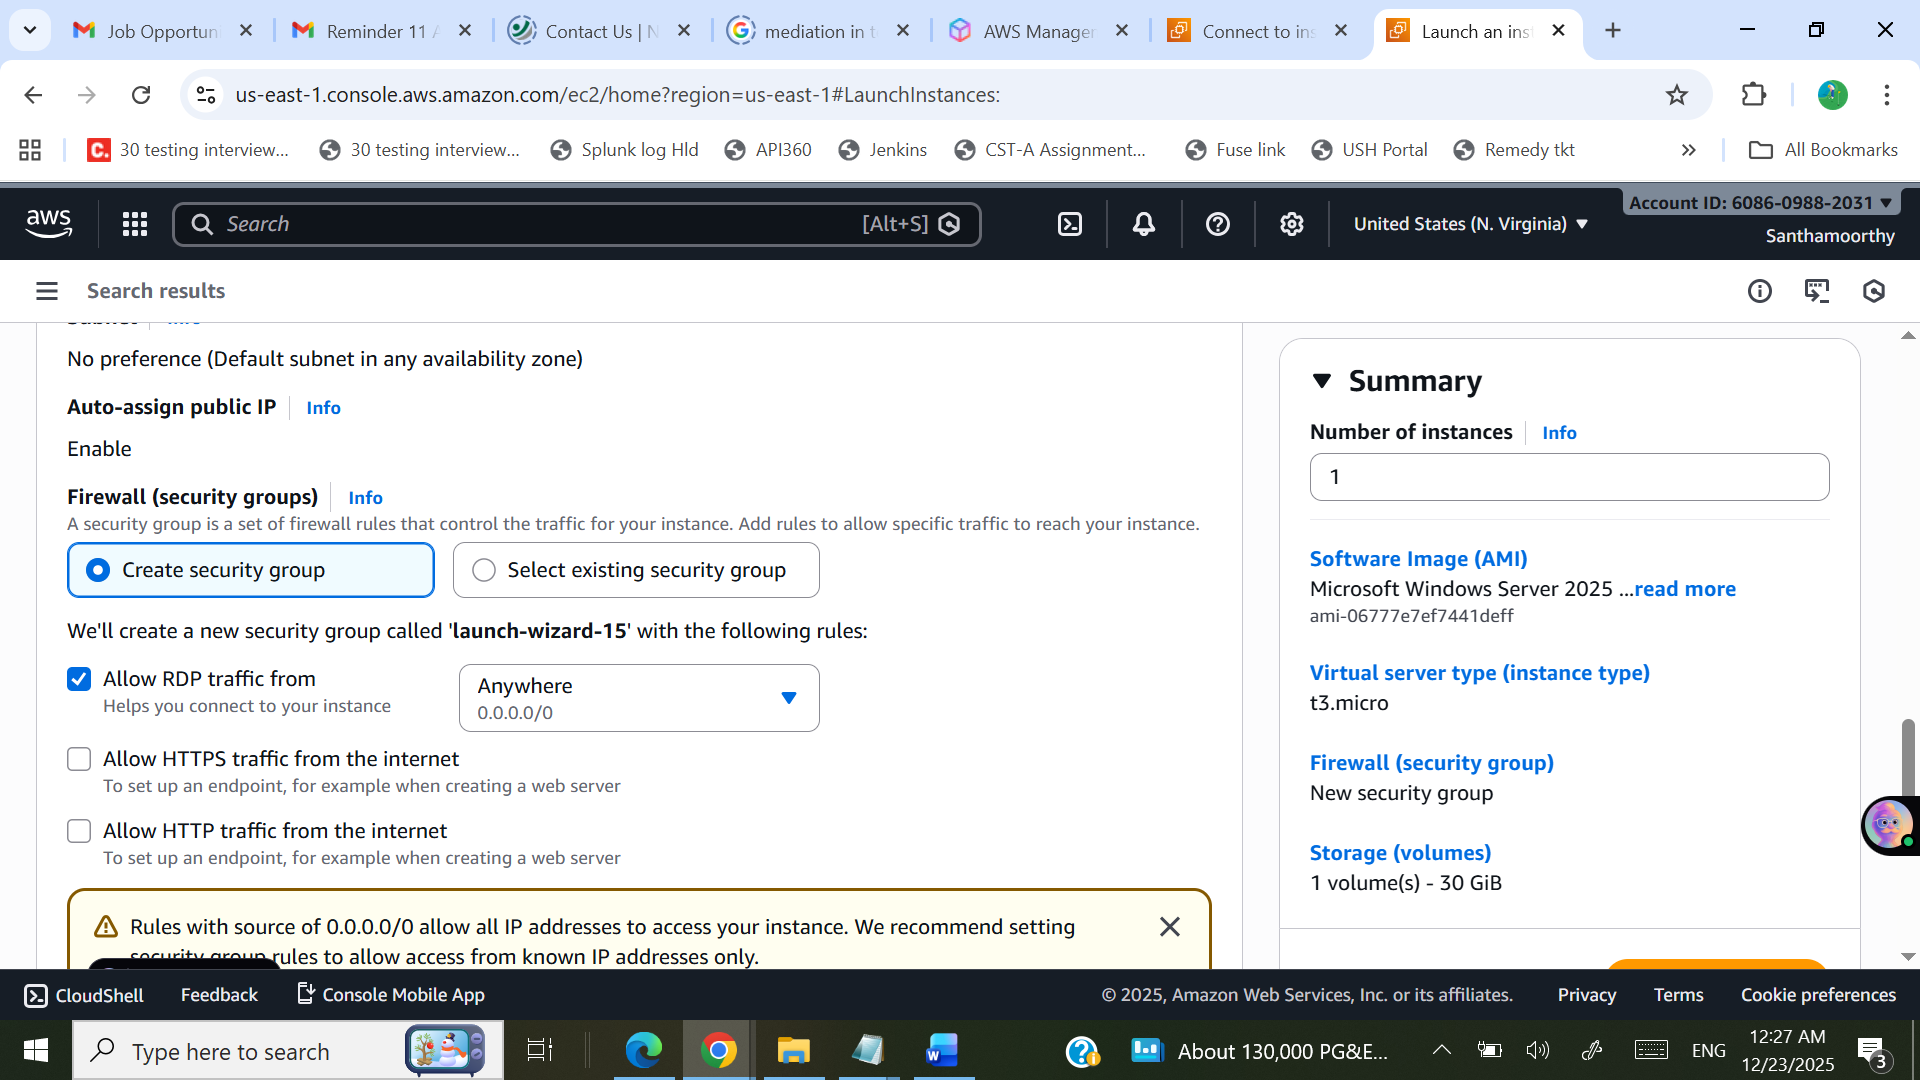 Job Opportun
Reminder 11 A
Contact Us | N
mediation in t
AWS Manager
Connect to ins
Launch an inst
us-east-1.console.aws.amazon.com/ec2/home?region=us-east-1#LaunchInstances:
30 testing interview...
30 testing interview...
Splunk log Hld
API360
Jenkins
CST-A Assignment...
Fuse link
USH Portal
Remedy tkt
All Bookmarks
aws
Search
[Alt+S]
United States (N. Virginia)
Account ID: 6086-0988-2031
Santhamoorthy
Search results
No preference (Default subnet in any availability zone)
Auto-assign public IP
Info
Enable
Firewall (security groups)
Info
A security group is a set of firewall rules that control the traffic for your instance. Add rules to allow specific traffic to reach your instance.
Create security group
Select existing security group
We'll create a new security group called 'launch-wizard-15' with the following rules:
Allow RDP traffic from
Helps you connect to your instance
Anywhere
0.0.0.0/0
Allow HTTPS traffic from the internet
To set up an endpoint, for example when creating a web server
Allow HTTP traffic from the internet
To set up an endpoint, for example when creating a web server
Rules with source of 0.0.0.0/0 allow all IP addresses to access your instance. We recommend setting
security group rules to allow access from known IP addresses only.
Summary
Number of instances
Info
1
Software Image (AMI)
Microsoft Windows Server 2025 ...read more
ami-06777e7ef7441deff
Virtual server type (instance type)
t3.micro
Firewall (security group)
New security group
Storage (volumes)
1 volume(s) - 30 GiB
CloudShell
Feedback
Console Mobile App
© 2025, Amazon Web Services, Inc. or its affiliates.
Privacy
Terms
Cookie preferences
Type here to search
About 130,000 PG&E...
ENG
12:27 AM
12/23/2025
3